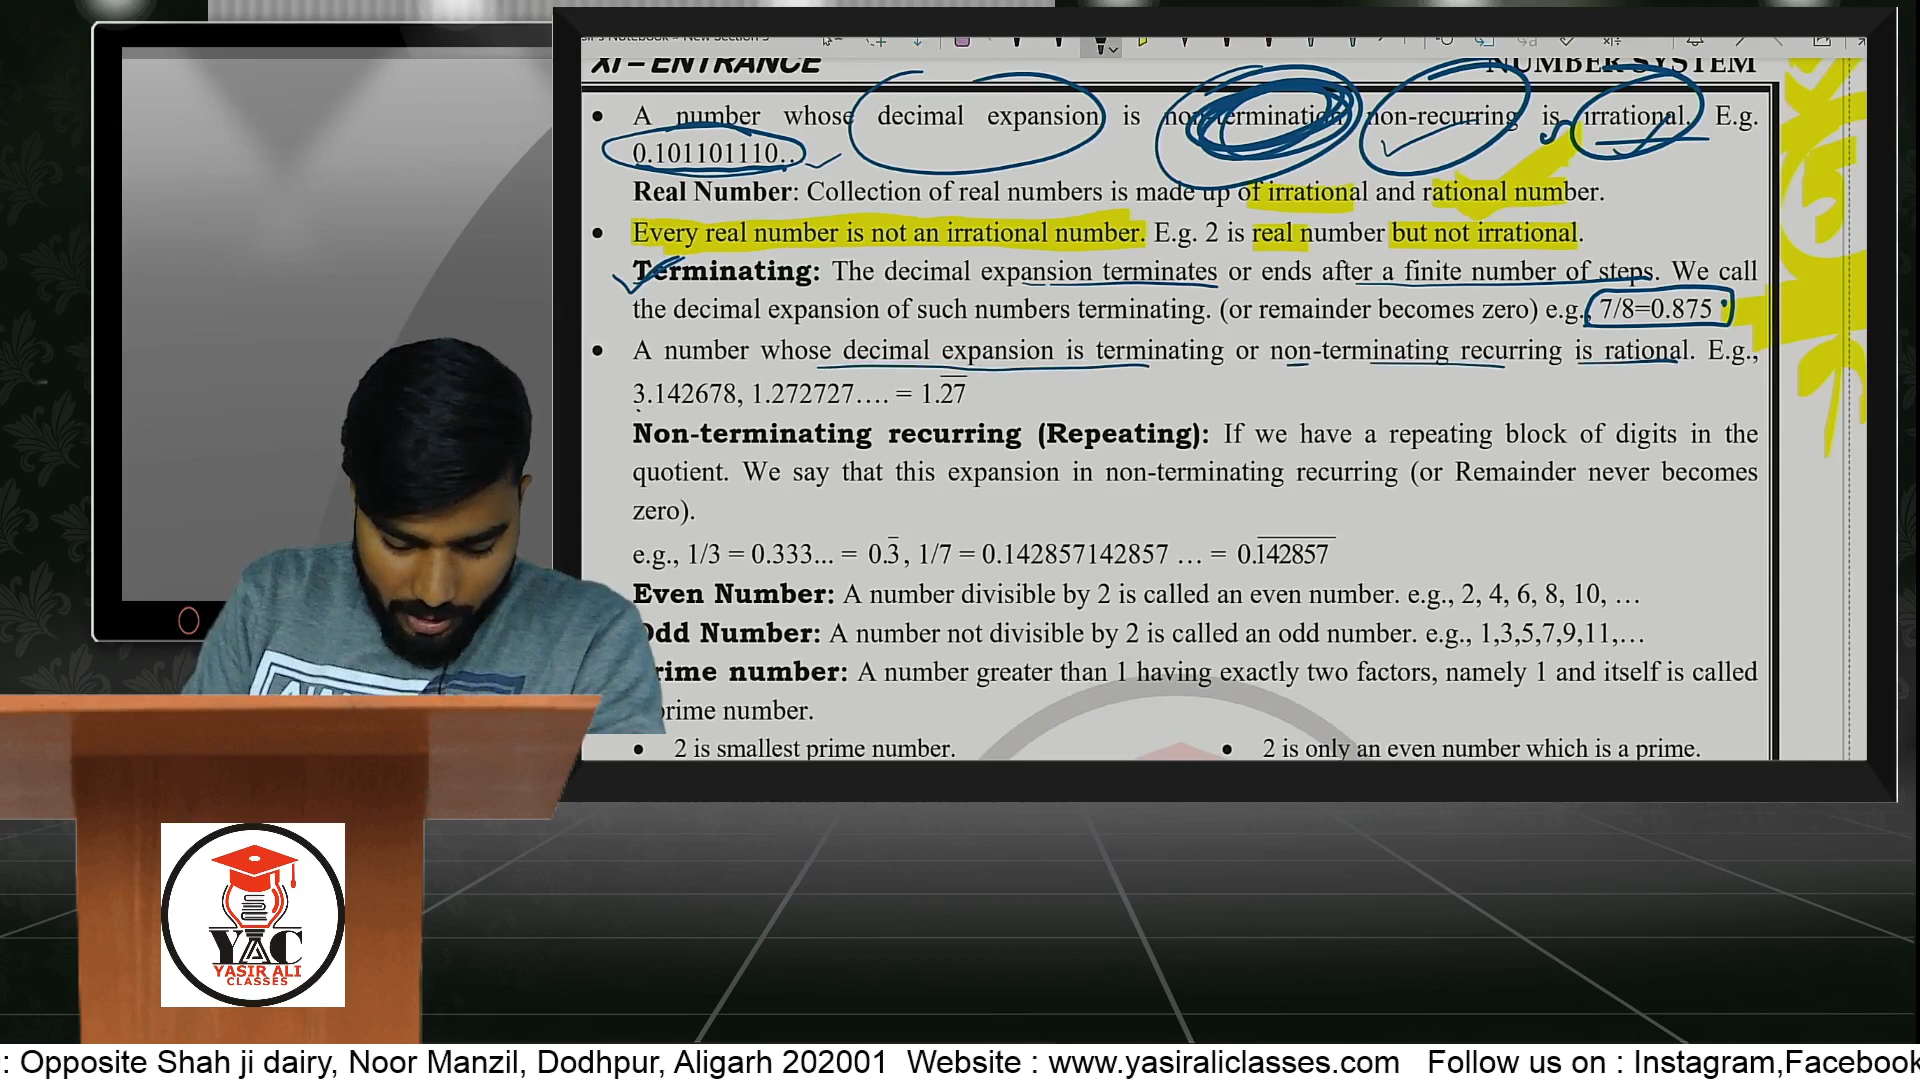 XI – ENTRANCE NUMBER SYSTEM
• A number whose decimal expansion is non-termination non-recurring is irrational. E.g.
0.101101110..
Real Number: Collection of real numbers is made up of irrational and rational number.
• Every real number is not an irrational number. E.g. 2 is real number but not irrational.
Terminating: The decimal expansion terminates or ends after a finite number of steps. We call
the decimal expansion of such numbers terminating. (or remainder becomes zero) e.g., 7/8=0.875
• A number whose decimal expansion is terminating or non-terminating recurring is rational. E.g.,
3.142678, 1.272727…. = 1.2̅7̅
Non-terminating recurring (Repeating): If we have a repeating block of digits in the
quotient. We say that this expansion in non-terminating recurring (or Remainder never becomes
zero).
e.g., 1/3 = 0.333... = 0.3̅, 1/7 = 0.142857142857 … = 0.1̅4̅2̅8̅5̅7̅
Even Number: A number divisible by 2 is called an even number. e.g., 2, 4, 6, 8, 10, …
Odd Number: A number not divisible by 2 is called an odd number. e.g., 1,3,5,7,9,11,…
rime number: A number greater than 1 having exactly two factors, namely 1 and itself is called
prime number.
• 2 is smallest prime number. • 2 is only an even number which is a prime.
YAC
YASIR ALI
CLASSES
: Opposite Shah ji dairy, Noor Manzil, Dodhpur, Aligarh 202001 Website : www.yasiraliclasses.com Follow us on : Instagram,Facebook